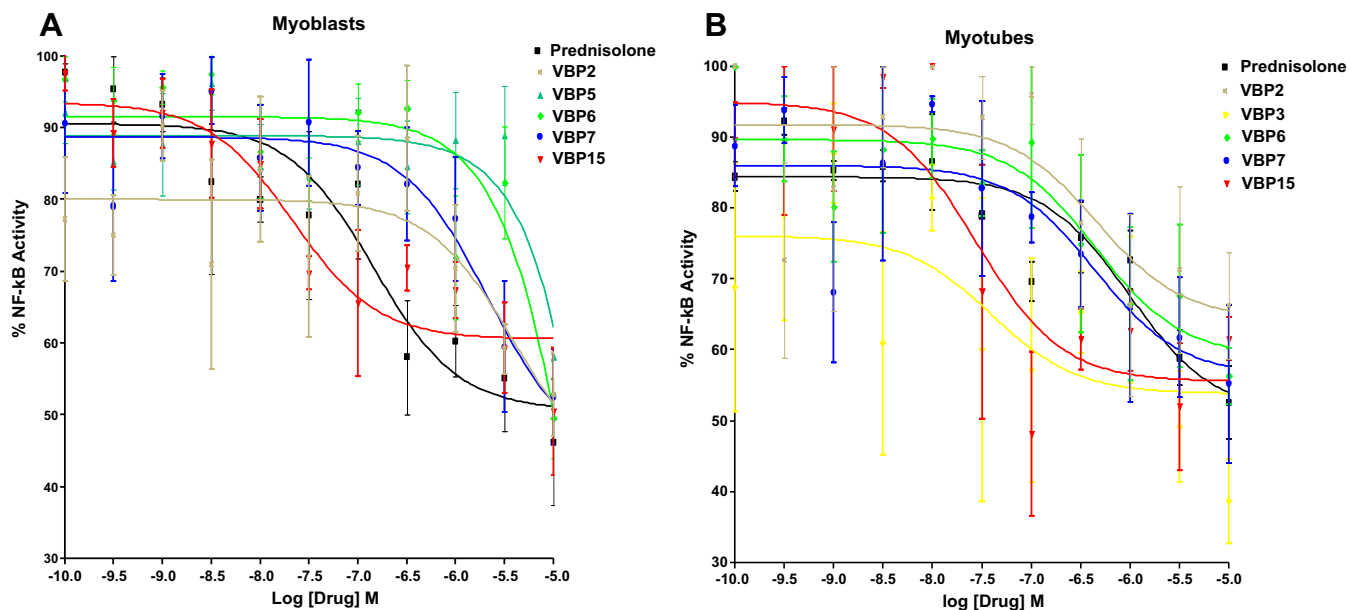 A
Myoblasts
Prednisolone
VBP2
VBP5
VBP6
VBP7
VBP15
% NF-kB Activity
100
90
80
70
60
50
40
30
-10.0 -9.5 -9.0 -8.5 -8.0 -7.5 -7.0 -6.5 -6.0 -5.5 -5.0
Log [Drug] M
B
Myotubes
Prednisolone
VBP2
VBP3
VBP6
VBP7
VBP15
% NF-kB Activity
100
90
80
70
60
50
40
30
-10.0 -9.5 -9.0 -8.5 -8.0 -7.5 -7.0 -6.5 -6.0 -5.5 -5.0
log [Drug] M